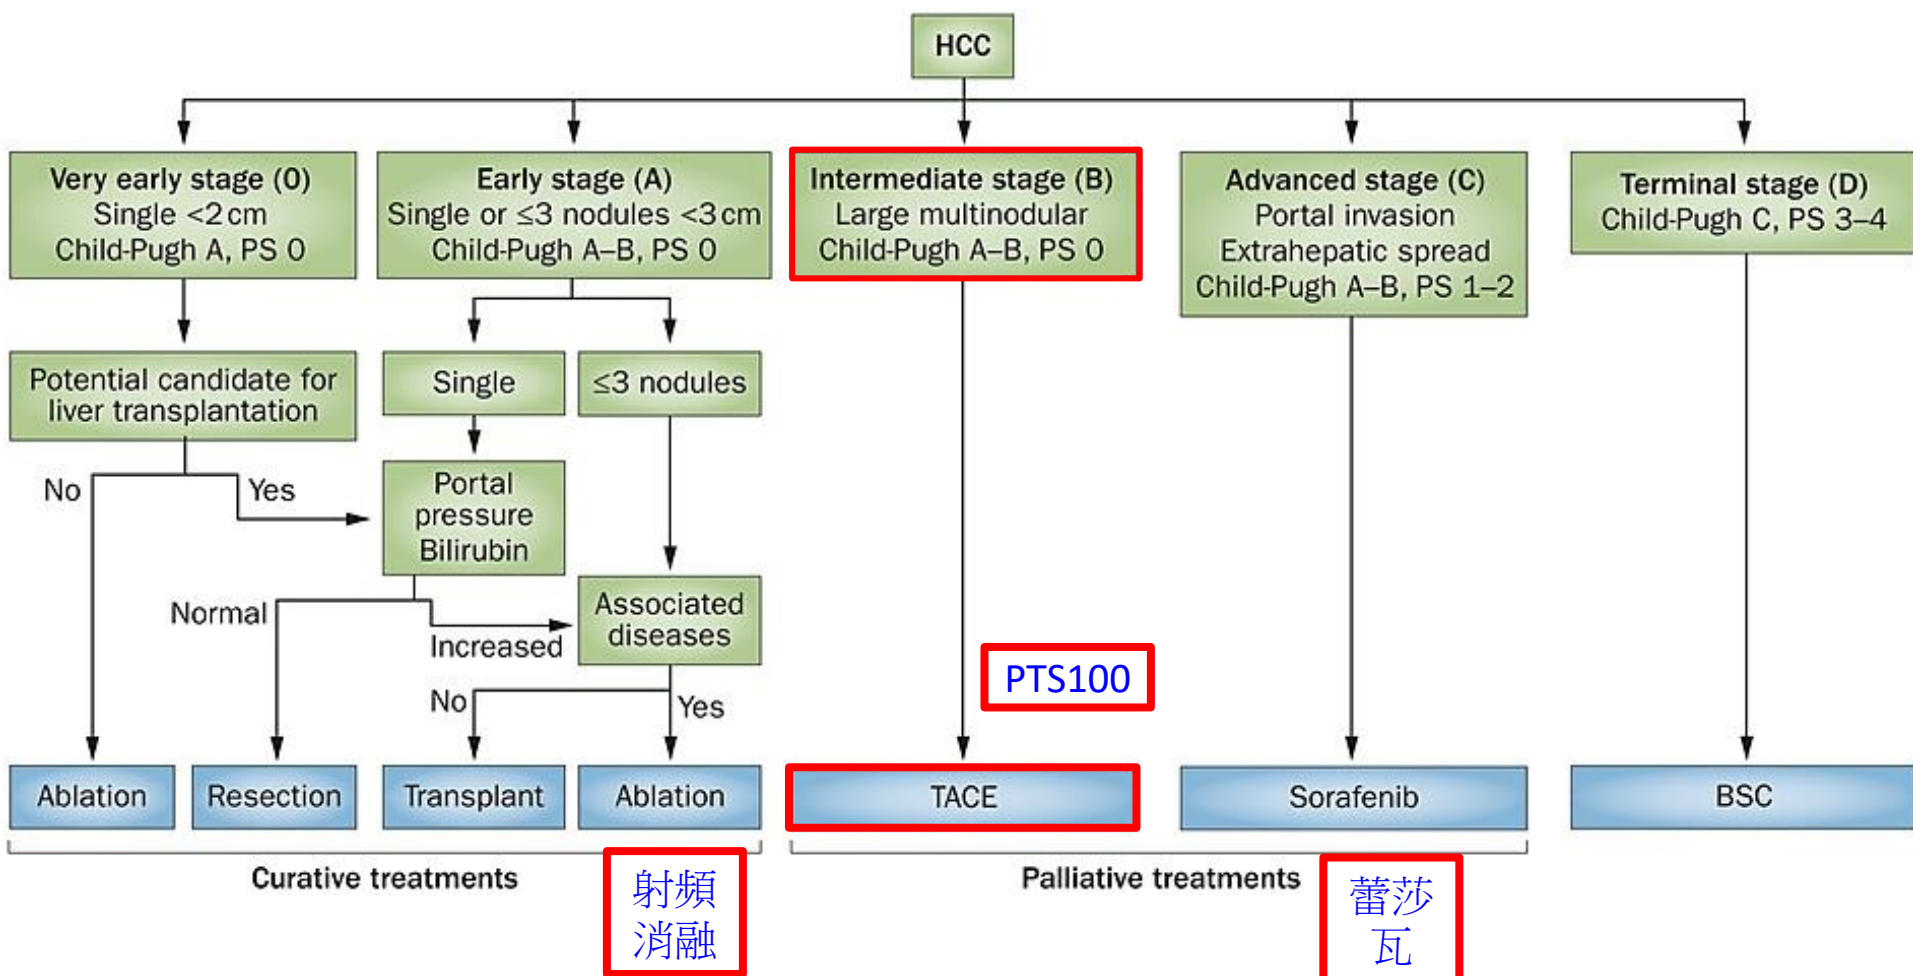 HCC
Very early stage (0)
Single <2 cm
Child-Pugh A, PS 0
Early stage (A)
Single or ≤3 nodules <3 cm
Child-Pugh A–B, PS 0
Intermediate stage (B)
Large multinodular
Child-Pugh A–B, PS 0
Advanced stage (C)
Portal invasion
Extrahepatic spread
Child-Pugh A–B, PS 1–2
Terminal stage (D)
Child-Pugh C, PS 3–4
Potential candidate for
liver transplantation
Single
≤3 nodules
No
Yes
Portal
pressure
Bilirubin
Normal
Increased
Associated
diseases
No
Yes
PTS100
Ablation
Resection
Transplant
Ablation
TACE
Sorafenib
BSC
Curative treatments
射頻
消融
Palliative treatments
蕾莎
瓦